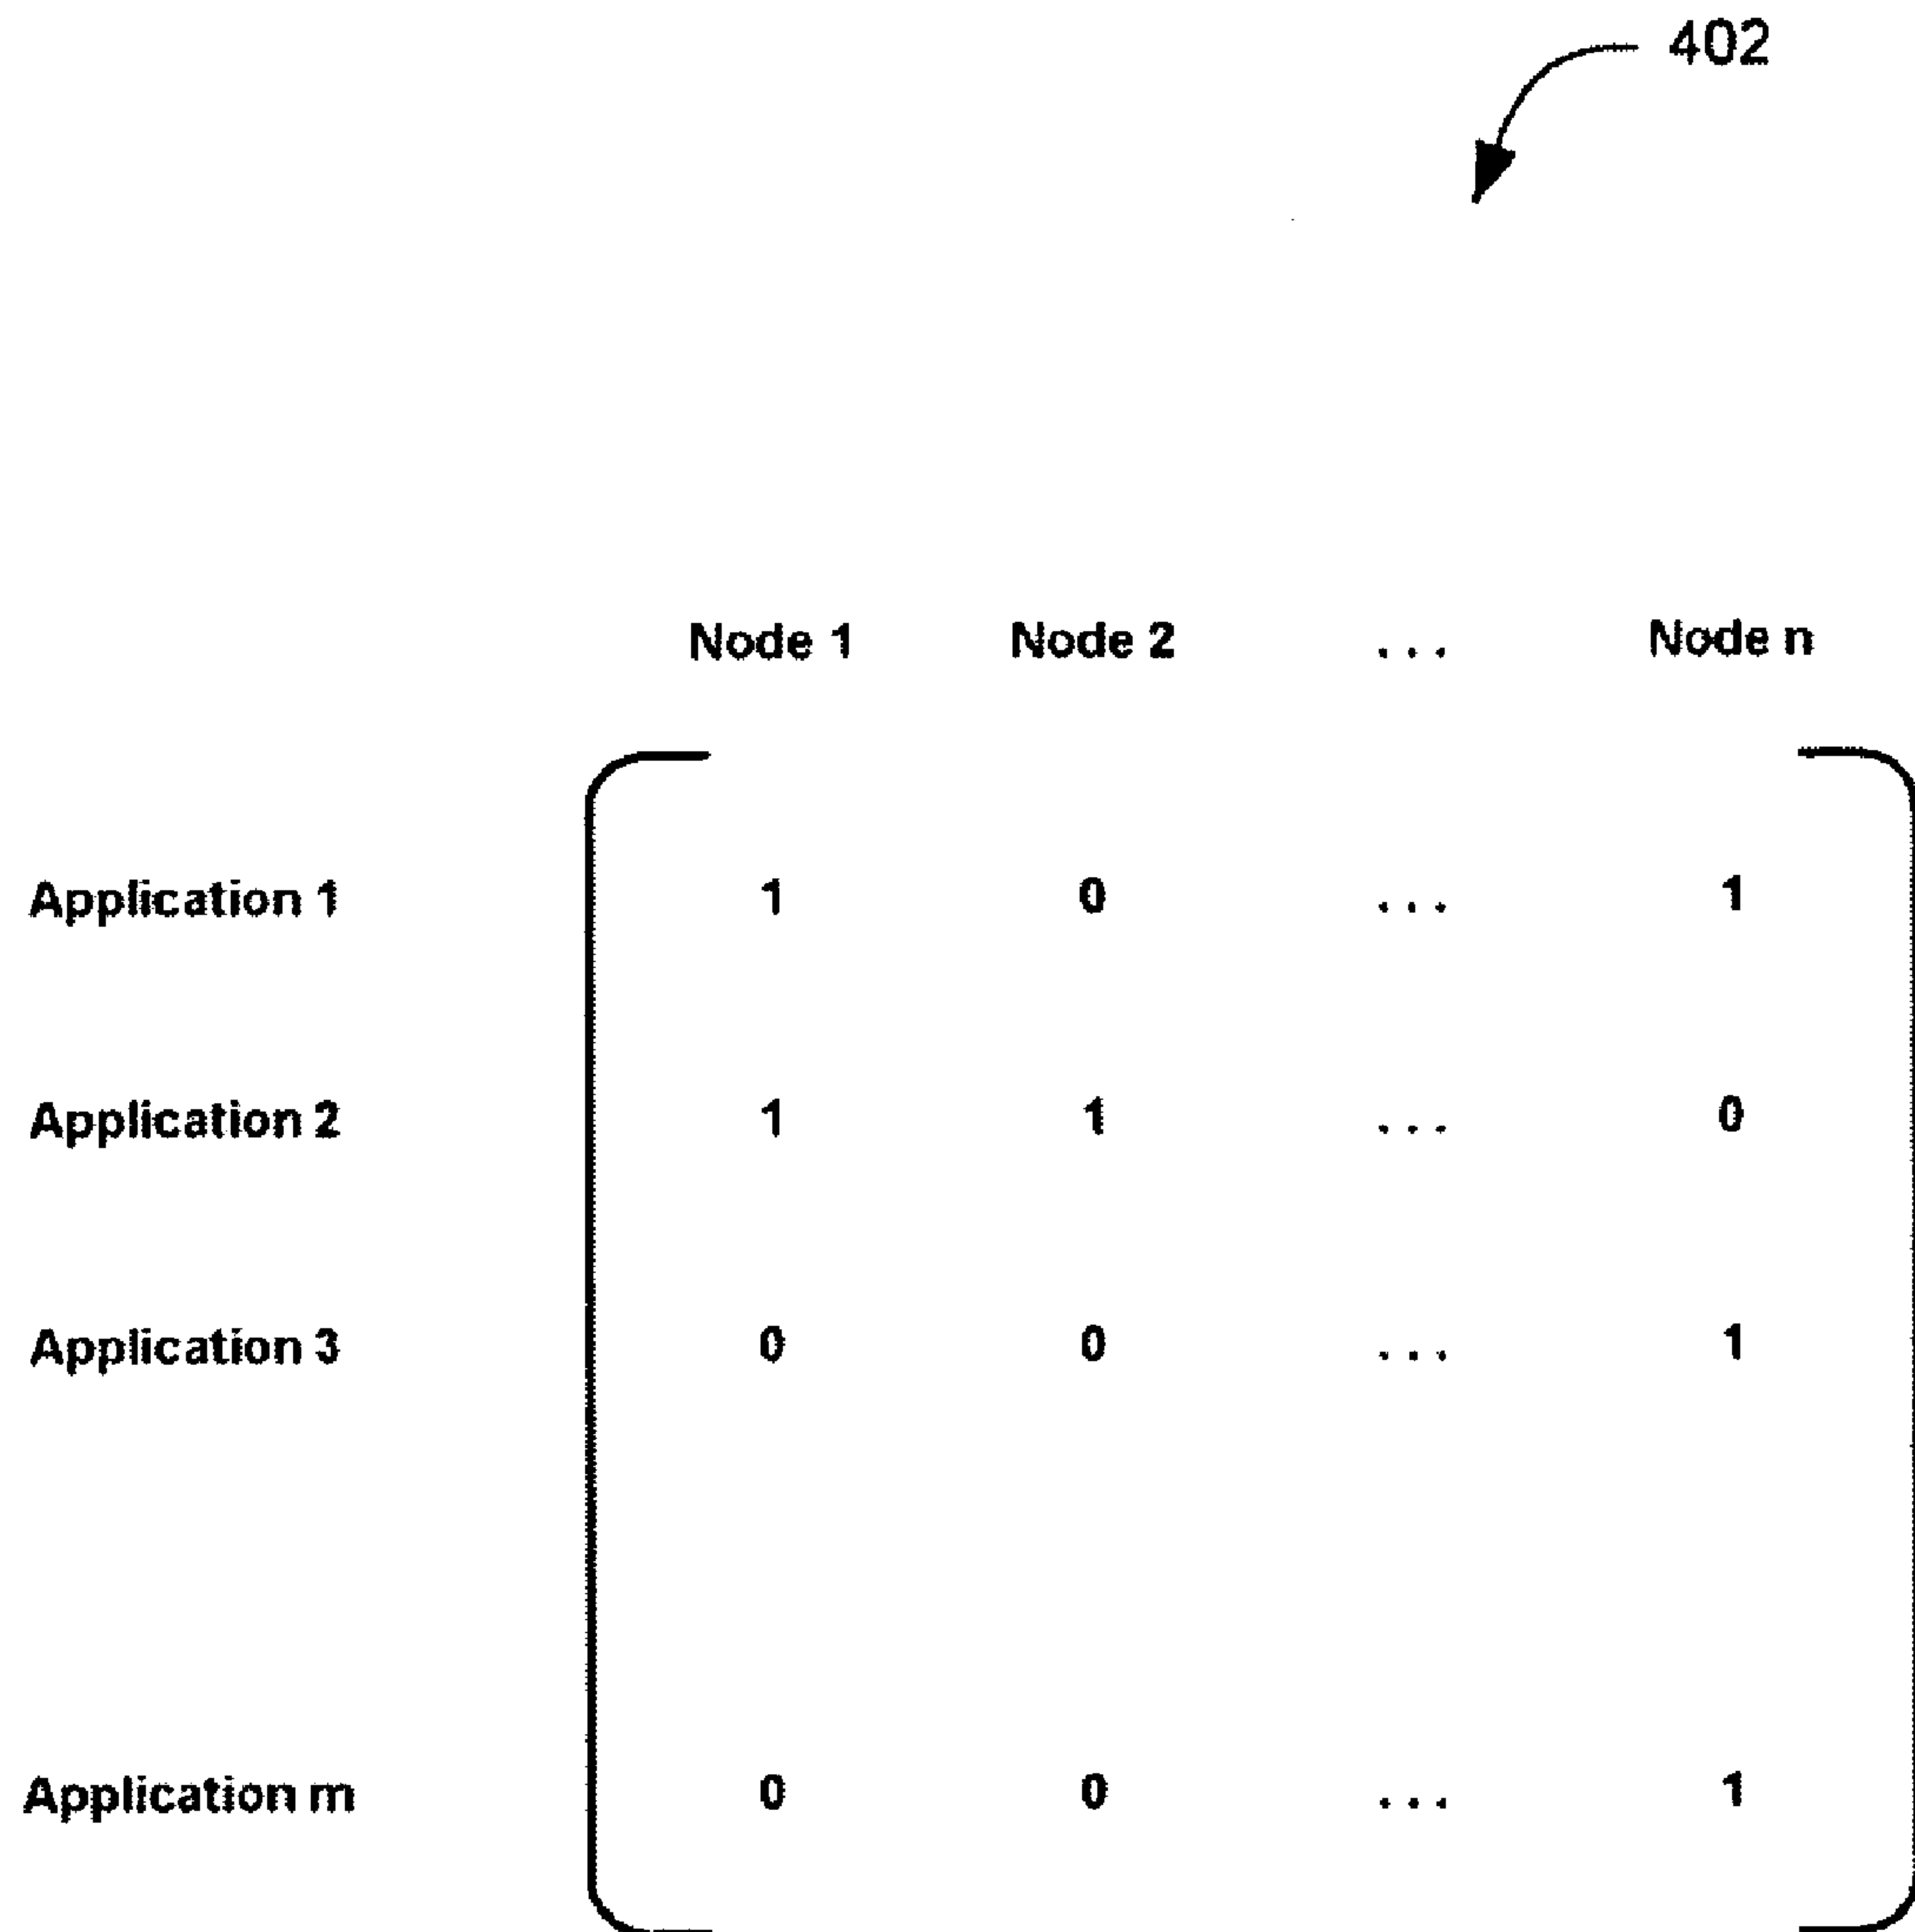 402
Node 1 Node 2 ... Node n
Application 1 1 0 ... 1
Application 2 1 1 ... 0
Application 3 0 0 ... 1
Application m 0 0 ... 1